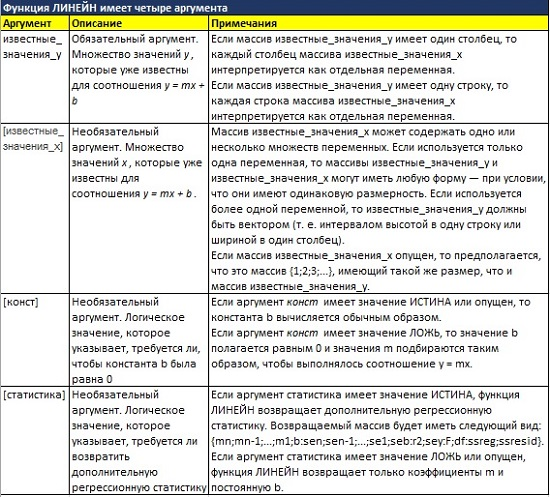 Функция ЛИНЕЙН имеет четыре аргумента
Аргумент Описание Примечания
известные_
значения_y
Обязательный аргумент.
Множество значений y ,
которые уже известны
для соотношения y = mx +
b
Если массив известные_значения_y имеет один столбец, то
каждый столбец массива известные_значения_x
интерпретируется как отдельная переменная.
Если массив известные_значения_y имеет одну строку, то
каждая строка массива известные_значения_x
интерпретируется как отдельная переменная.
[известные_
значения_x]
Необязательный
аргумент. Множество
значений x , которые уже
известны для
соотношения y = mx + b .
Массив известные_значения_x может содержать одно или
несколько множеств переменных. Если используется только
одна переменная, то массивы известные_значения_y и
известные_значения_x могут иметь любую форму — при условии,
что они имеют одинаковую размерность. Если используется
более одной переменной, то известные_значения_y должны
быть вектором (т. е. интервалом высотой в одну строку или
шириной в один столбец).
Если массив известные_значения_x опущен, то предполагается,
что это массив {1;2;3;...}, имеющий такой же размер, что и
массив известные_значения_y.
[конст]
Необязательный
аргумент. Логическое
значение, которое
указывает, требуется ли,
чтобы константа b была
равна 0
Если аргумент конст имеет значение ИСТИНА или опущен, то
константа b вычисляется обычным образом.
Если аргумент конст имеет значение ЛОЖЬ, то значение b
полагается равным 0 и значения m подбираются таким
образом, чтобы выполнялось соотношение y = mx.
[статистика]
Необязательный
аргумент. Логическое
значение, которое
указывает, требуется ли
возвратить
дополнительную
регрессионную статистику
Если аргумент статистика имеет значение ИСТИНА, функция
ЛИНЕЙН возвращает дополнительную регрессионную
статистику. Возвращаемый массив будет иметь следующий вид:
{mn;mn-1;...;m1;b:sen;sen-1;...;se1;seb:r2;sey:F;df:ssreg;ssresid}.
Если аргумент статистика имеет значение ЛОЖЬ или опущен,
функция ЛИНЕЙН возвращает только коэффициенты m и
постоянную b.